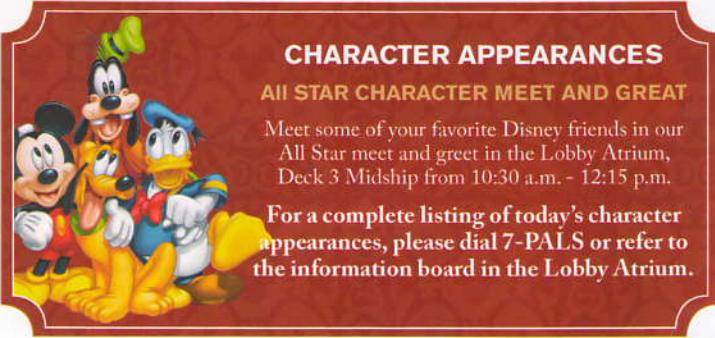 CHARACTER APPEARANCES
All STAR CHARACTER MEET AND GREAT
Meet some of your favorite Disney friends in our
All Star meet and greet in the Lobby Atrium,
Deck 3 Midship from 10:30 a.m. - 12:15 p.m.
For a complete listing of today's character
appearances, please dial 7-PALS or refer to
the information board in the Lobby Atrium.